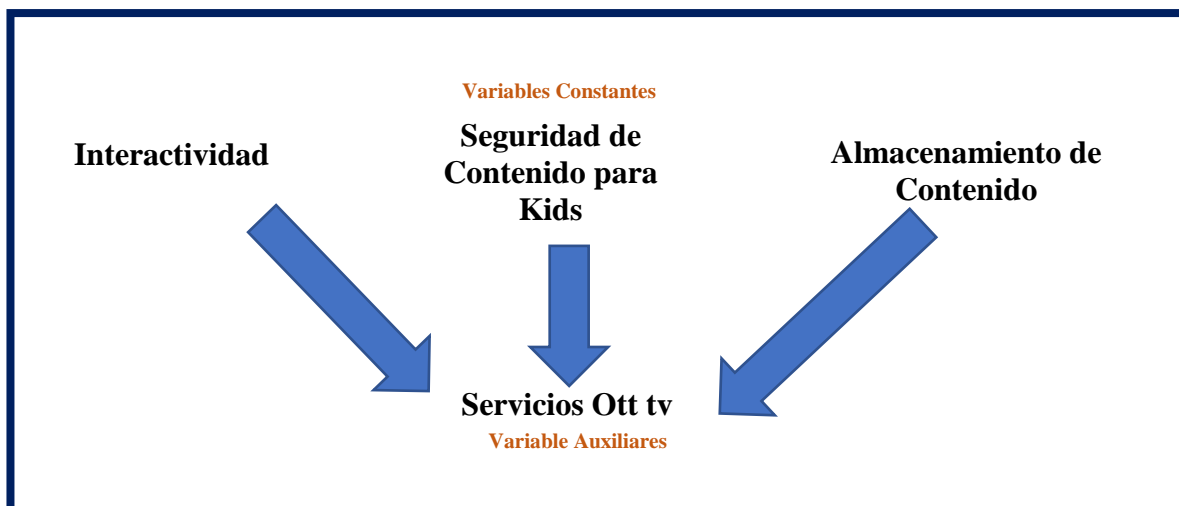 Variables Constantes
Interactividad
Seguridad de
Contenido para
Kids
Almacenamiento de
Contenido
Servicios Ott tv
Variable Auxiliares